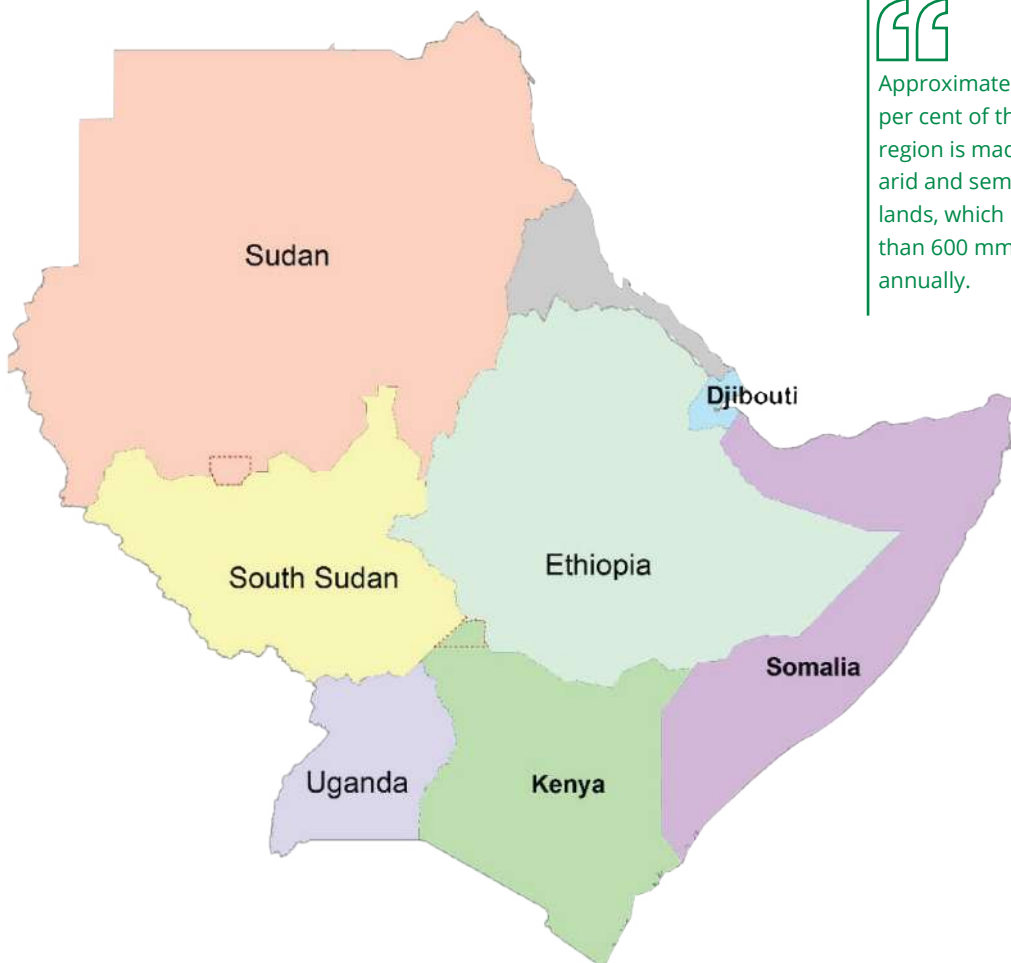 Approximate
per cent of th
region is mad
arid and sem
lands, which
than 600 mm
annually.
Sudan
Djibouti
Ethiopia
South Sudan
Somalia
Uganda
Kenya